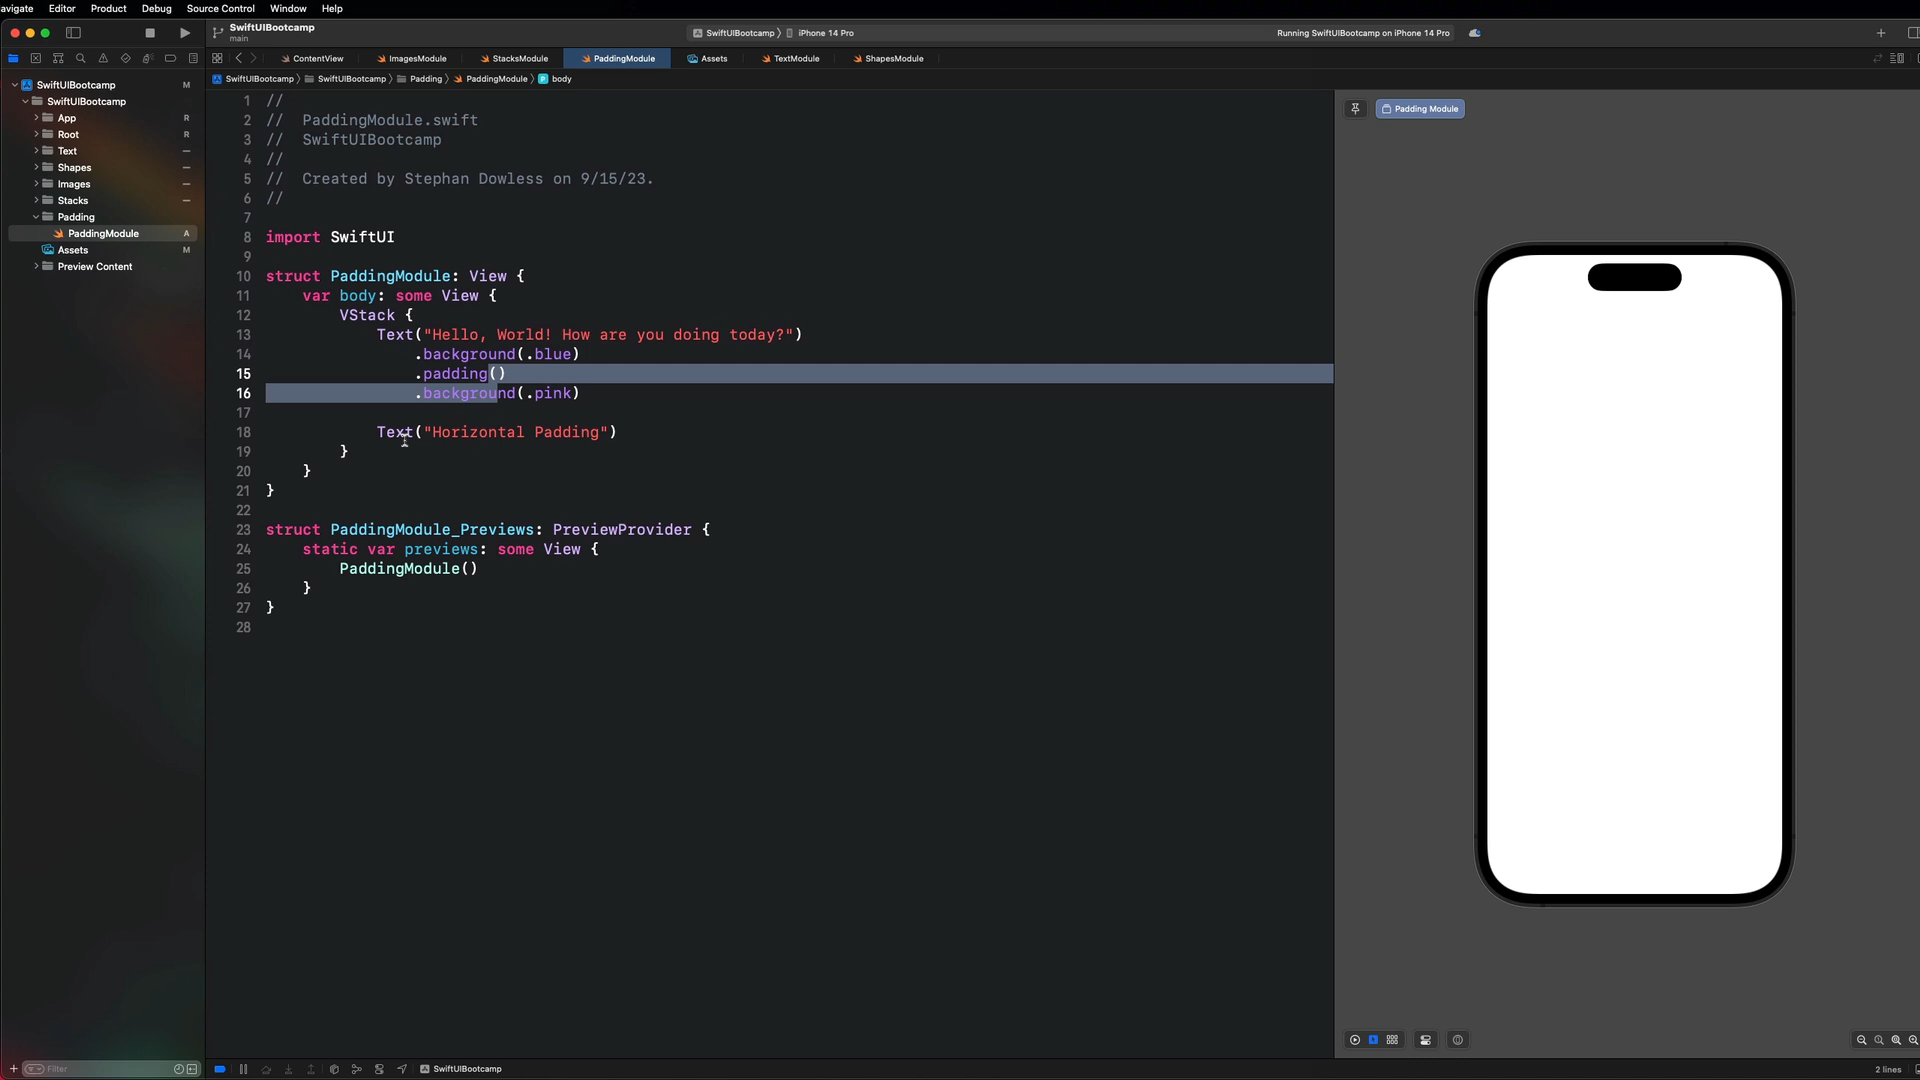 avigate Editor Product Debug Source Control Window Help
SwiftUIBootcamp
main
SwiftUIBootcamp iPhone 14 Pro
Running SwiftUIBootcamp on iPhone 14 Pro
ContentView ImagesModule StacksModule PaddingModule Assets TextModule ShapesModule
SwiftUIBootcamp SwiftUIBootcamp Padding PaddingModule body
SwiftUIBootcamp M
SwiftUIBootcamp
App R
Root R
Text
Shapes
Images
Stacks
Padding
PaddingModule A
Assets M
Preview Content
1 //
2 // PaddingModule.swift
3 // SwiftUIBootcamp
4 //
5 // Created by Stephan Dowless on 9/15/23.
6 //
7
8 import SwiftUI
9
10 struct PaddingModule: View {
11 var body: some View {
12 VStack {
13 Text("Hello, World! How are you doing today?")
14 .background(.blue)
15 .padding()
16 .background(.pink)
17
18 Text("Horizontal Padding")
19 }
20 }
21 }
22
23 struct PaddingModule_Previews: PreviewProvider {
24 static var previews: some View {
25 PaddingModule()
26 }
27 }
28
Padding Module
Filter
SwiftUIBootcamp
2 lines